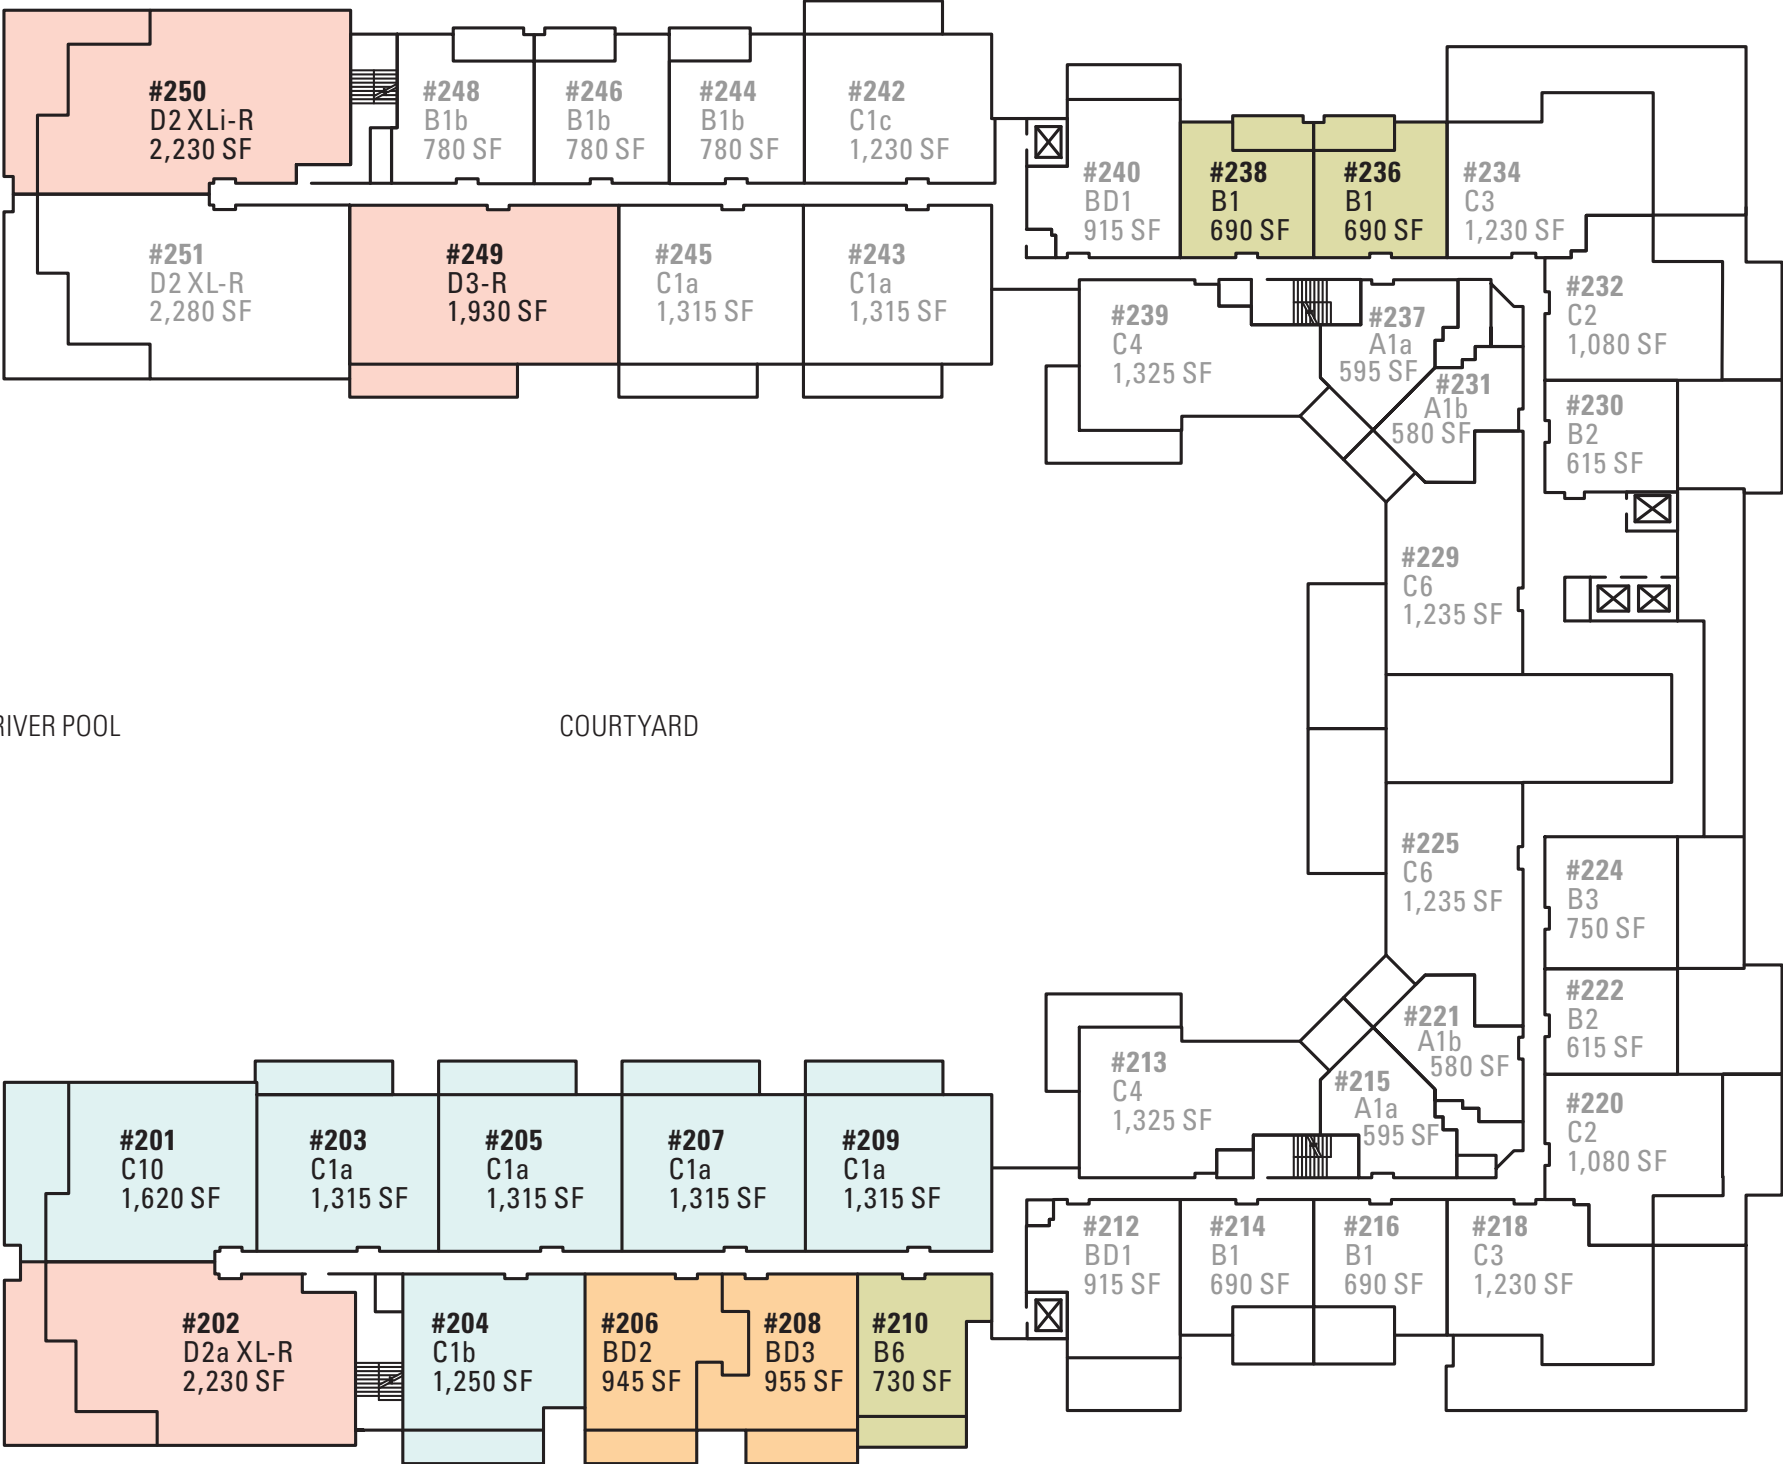 #250
D2 XLi-R
2,230 SF
#248
B1b
780 SF
#246
B1b
780 SF
#244
B1b
780 SF
#242
C1c
1,230 SF
#240
BD1
915 SF
#238
B1
690 SF
#236
B1
690 SF
#234
C3
1,230 SF
#251
D2 XL-R
2,280 SF
#249
D3-R
1,930 SF
#245
C1a
1,315 SF
#243
C1a
1,315 SF
#239
C4
1,325 SF
#237
A1a
595 SF
#231
A1b
580 SF
#232
C2
1,080 SF
#230
B2
615 SF
#229
C6
1,235 SF
RIVER POOL
COURTYARD
#225
C6
1,235 SF
#224
B3
750 SF
#222
B2
615 SF
#221
A1b
580 SF
#215
A1a
595 SF
#213
C4
1,325 SF
#220
C2
1,080 SF
#201
C10
1,620 SF
#203
C1a
1,315 SF
#205
C1a
1,315 SF
#207
C1a
1,315 SF
#209
C1a
1,315 SF
#212
BD1
915 SF
#214
B1
690 SF
#216
B1
690 SF
#218
C3
1,230 SF
#202
D2a XL-R
2,230 SF
#204
C1b
1,250 SF
#206
BD2
945 SF
#208
BD3
955 SF
#210
B6
730 SF